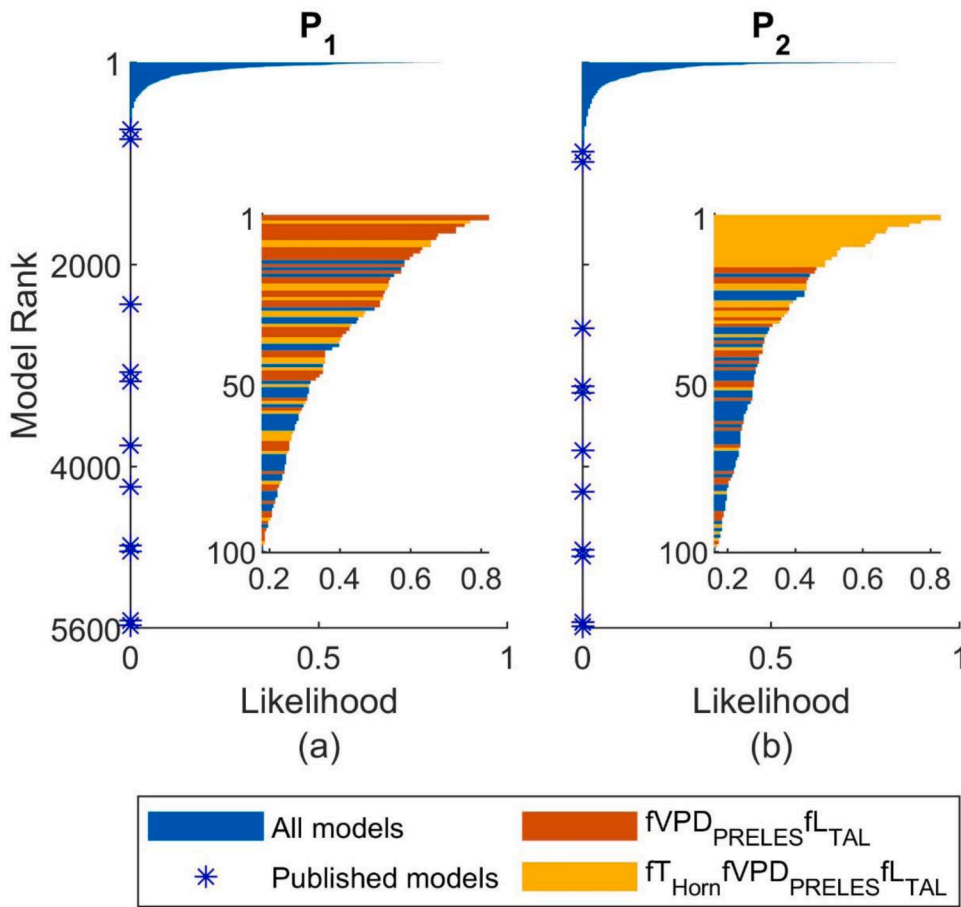 P1
P2
1
2000
4000
5600
Model Rank
1
50
100
0.2 0.4 0.6 0.8
1
50
100
0.2 0.4 0.6 0.8
0 0.5 1
0 0.5 1
Likelihood
Likelihood
(a)
(b)
All models
fVPDPRELESfLTAL
Published models
fTHornfVPDPRELESfLTAL